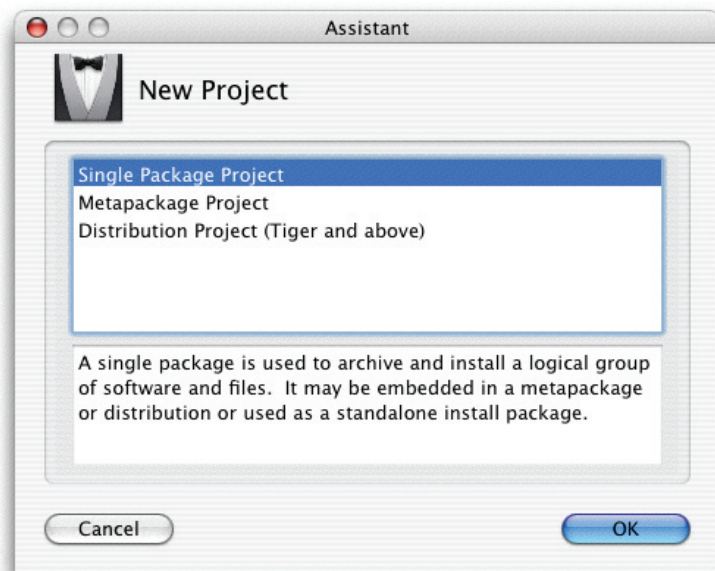 Assistant
New Project
Single Package Project
Metapackage Project
Distribution Project (Tiger and above)
A single package is used to archive and install a logical group
of software and files.  It may be embedded in a metapackage
or distribution or used as a standalone install package.
Cancel
OK